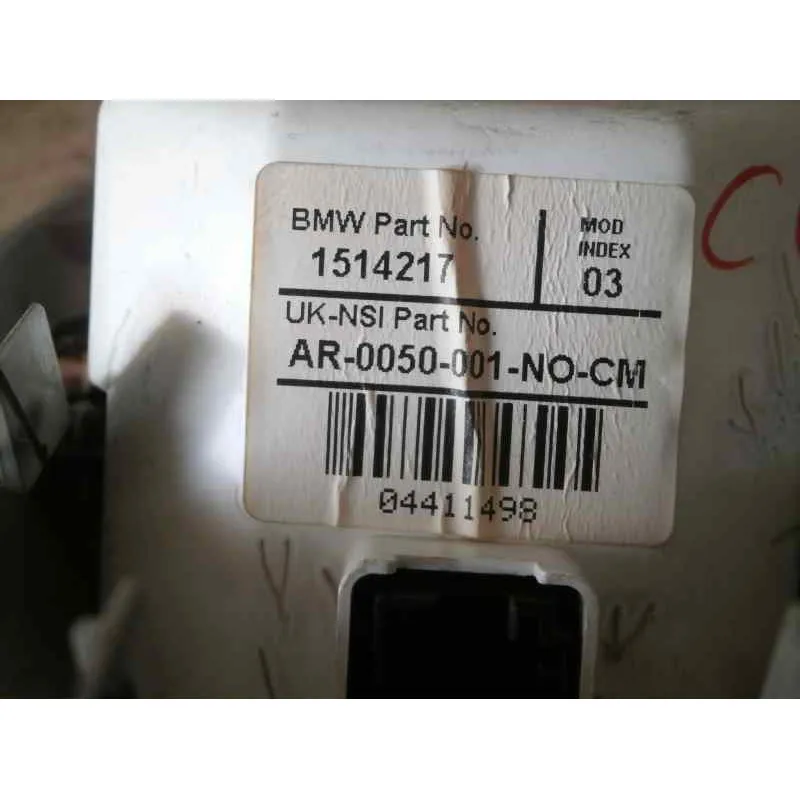 BMW Part No.
1514217
MOD
INDEX
03
UK-NSI Part No.
AR-0050-001-NO-CM
04411498